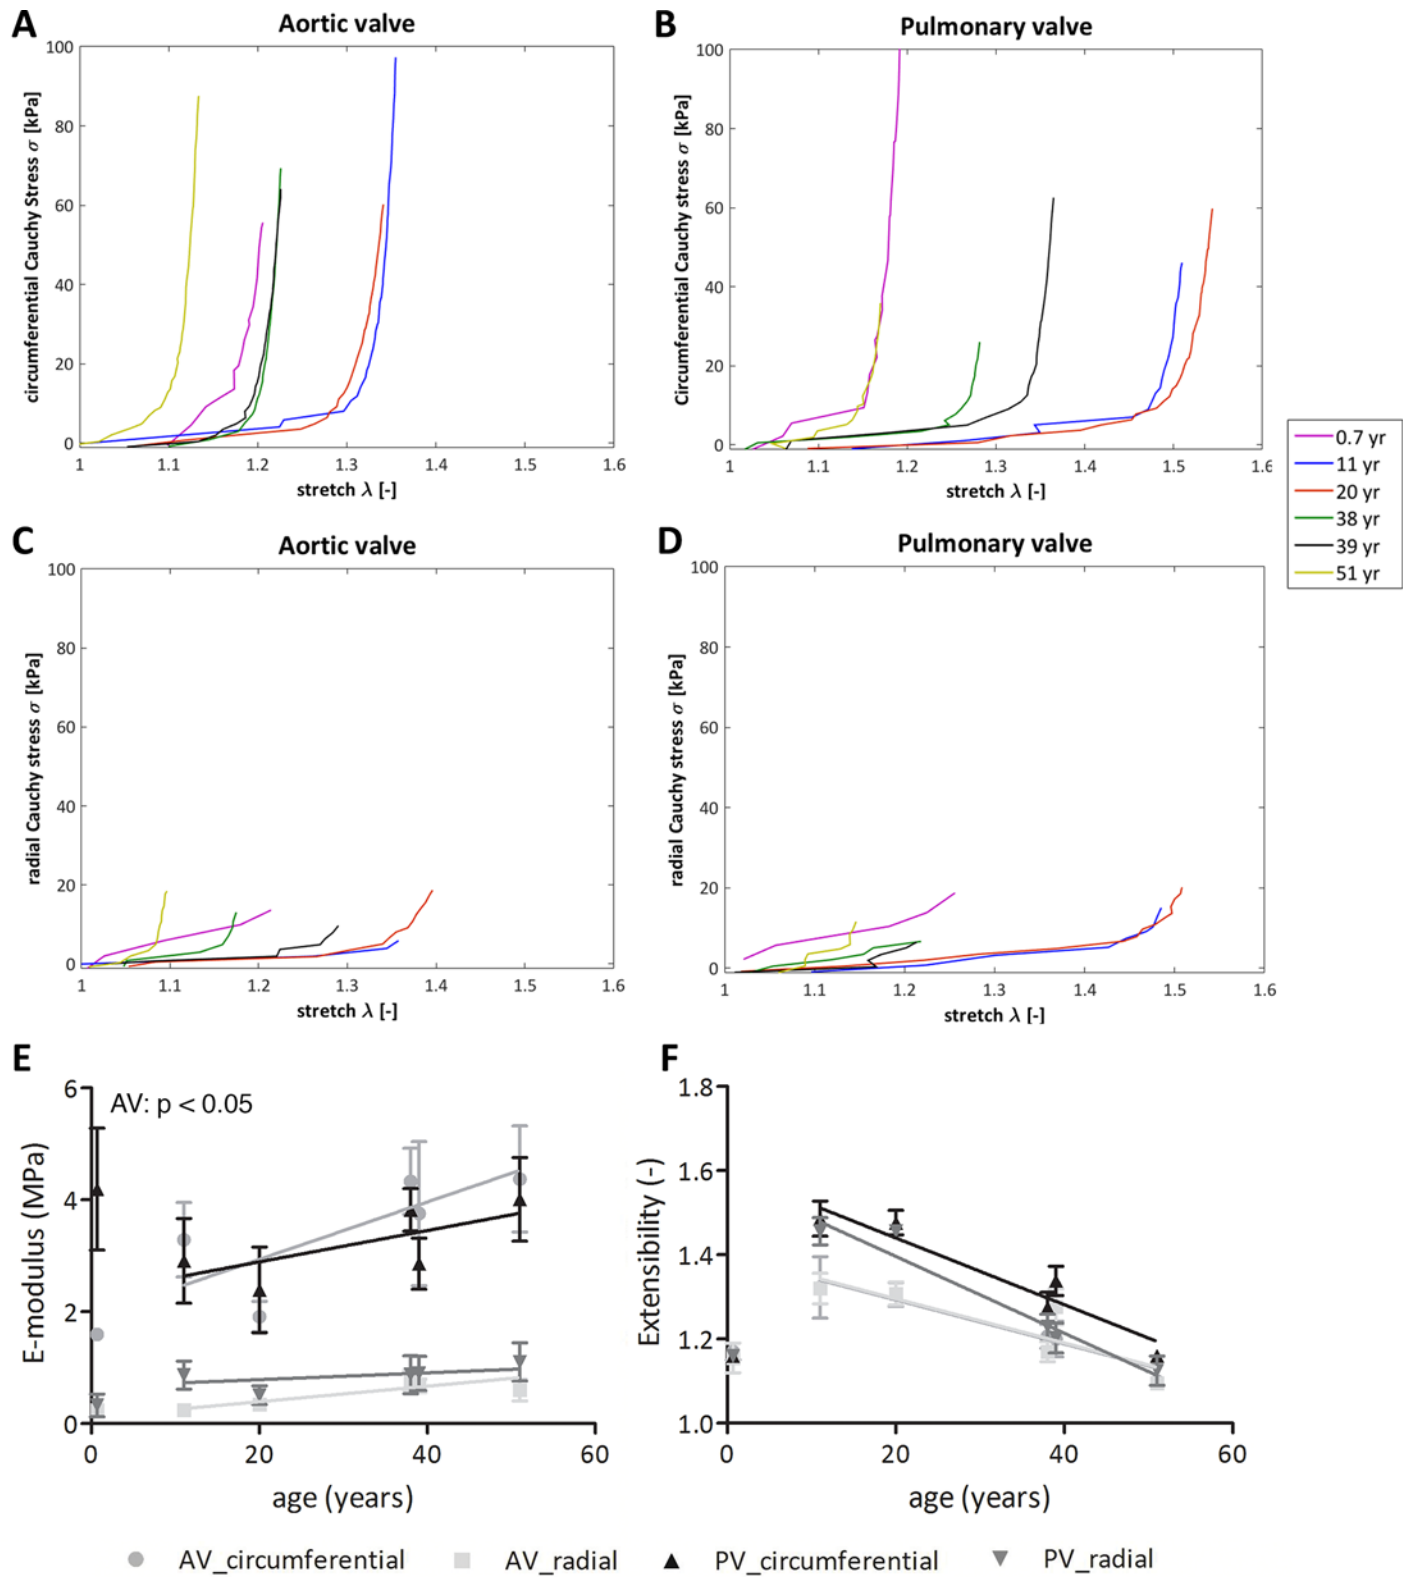 A
Aortic valve
circumferential Cauchy Stress σ [kPa]
100
80
60
40
20
0
1
1.1
1.2
1.3
1.4
1.5
1.6
stretch λ [-]
B
Pulmonary valve
Circumferential Cauchy stress σ [kPa]
100
80
60
40
20
0
1
1.1
1.2
1.3
1.4
1.5
1.6
stretch λ [-]
0.7 yr
11 yr
20 yr
38 yr
39 yr
51 yr
C
Aortic valve
radial Cauchy stress σ [kPa]
100
80
60
40
20
0
1
1.1
1.2
1.3
1.4
1.5
1.6
stretch λ [-]
D
Pulmonary valve
radial Cauchy stress σ [kPa]
100
80
60
40
20
0
1
1.1
1.2
1.3
1.4
1.5
1.6
stretch λ [-]
E
AV: p < 0.05
E-modulus (MPa)
6
4
2
0
0
20
40
60
age (years)
F
Extensibility (-)
1.8
1.6
1.4
1.2
1.0
0
20
40
60
age (years)
AV_circumferential
AV_radial
PV_circumferential
PV_radial